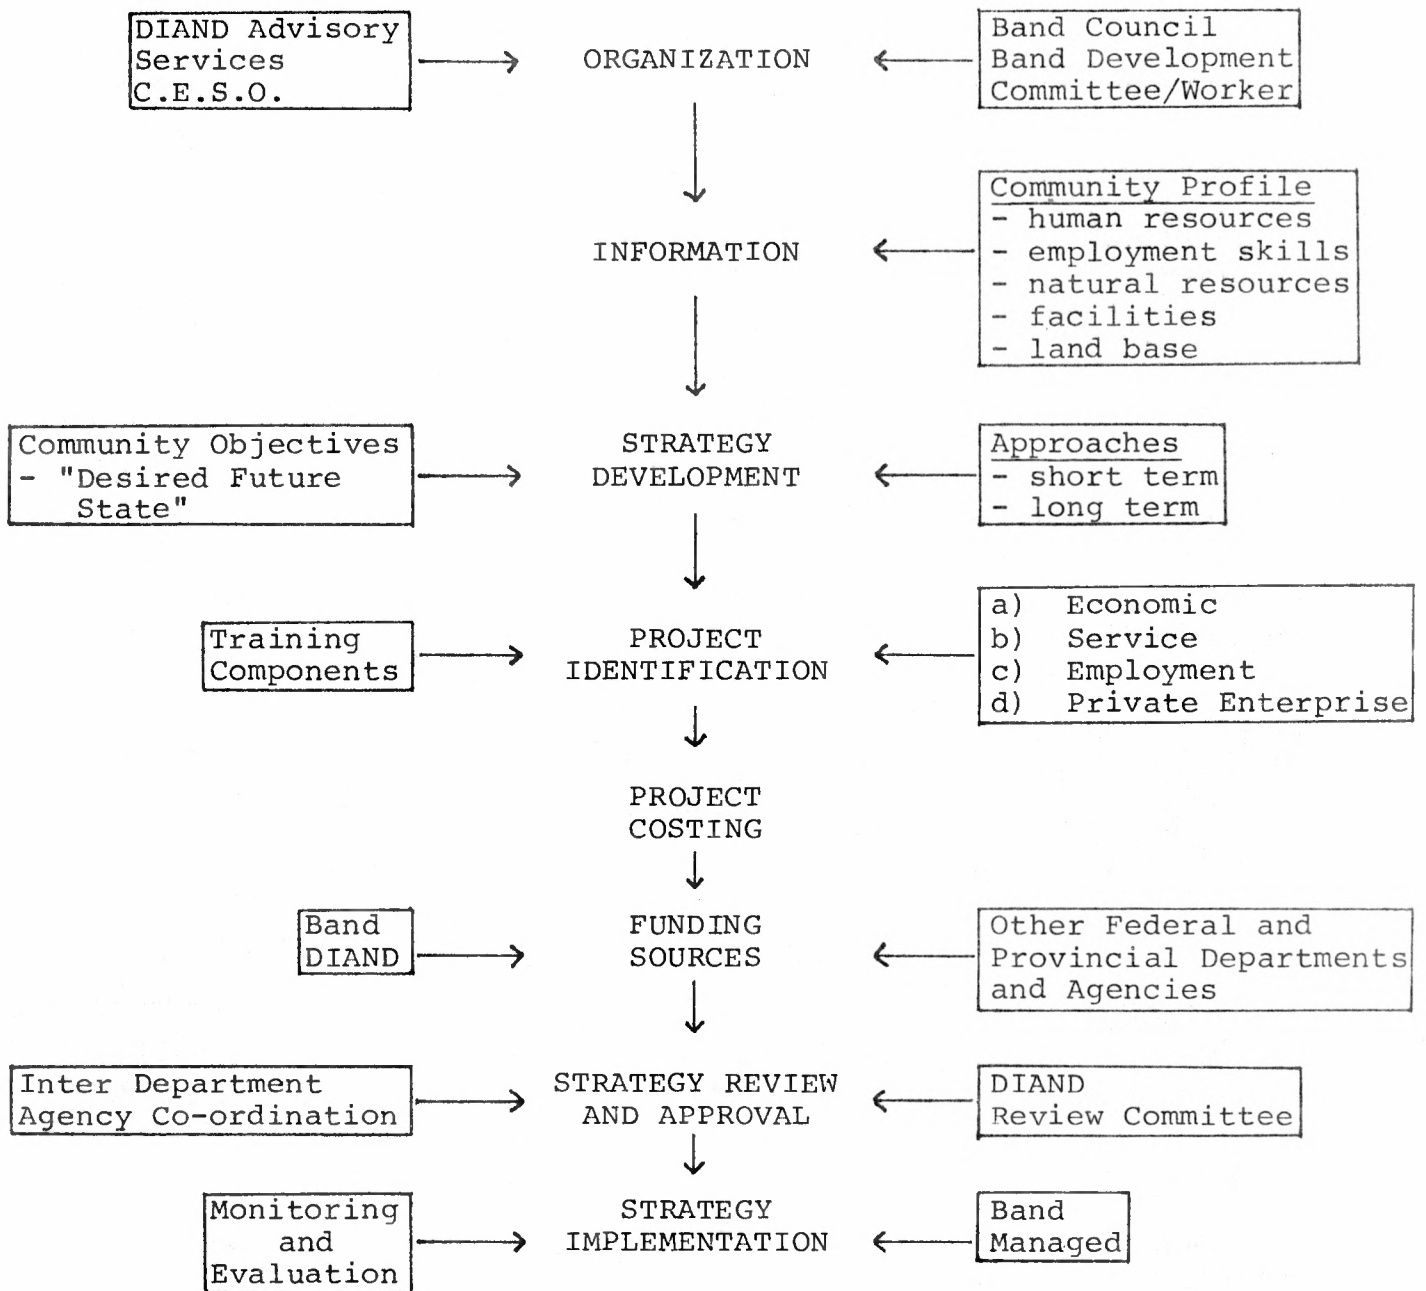 DIAND Advisory
Services
C.E.S.O.
ORGANIZATION
Band Council
Band Development
Committee/Worker
INFORMATION
Community Profile
- human resources
- employment skills
- natural resources
- facilities
- land base
Community Objectives
- "Desired Future
State"
STRATEGY
DEVELOPMENT
Approaches
- short term
- long term
Training
Components
PROJECT
IDENTIFICATION
a) Economic
b) Service
c) Employment
d) Private Enterprise
PROJECT
COSTING
Band
DIAND
FUNDING
SOURCES
Other Federal and
Provincial Departments
and Agencies
Inter Department
Agency Co-ordination
STRATEGY REVIEW
AND APPROVAL
DIAND
Review Committee
Monitoring
and
Evaluation
STRATEGY
IMPLEMENTATION
Band
Managed